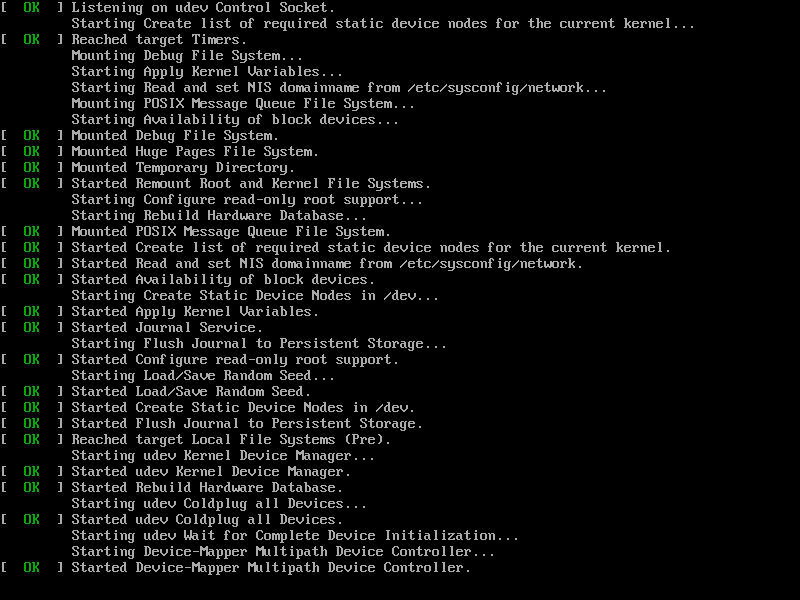 [  OK  ] Listening on udev Control Socket.
         Starting Create list of required static device nodes for the current kernel...
[  OK  ] Reached target Timers.
         Mounting Debug File System...
         Starting Apply Kernel Variables...
         Starting Read and set NIS domainname from /etc/sysconfig/network...
         Mounting POSIX Message Queue File System...
         Starting Availability of block devices...
[  OK  ] Mounted Debug File System.
[  OK  ] Mounted Huge Pages File System.
[  OK  ] Mounted Temporary Directory.
[  OK  ] Started Remount Root and Kernel File Systems.
         Starting Configure read-only root support...
         Starting Rebuild Hardware Database...
[  OK  ] Mounted POSIX Message Queue File System.
[  OK  ] Started Create list of required static device nodes for the current kernel.
[  OK  ] Started Read and set NIS domainname from /etc/sysconfig/network.
[  OK  ] Started Availability of block devices.
         Starting Create Static Device Nodes in /dev...
[  OK  ] Started Apply Kernel Variables.
[  OK  ] Started Journal Service.
         Starting Flush Journal to Persistent Storage...
[  OK  ] Started Configure read-only root support.
         Starting Load/Save Random Seed...
[  OK  ] Started Load/Save Random Seed.
[  OK  ] Started Create Static Device Nodes in /dev.
[  OK  ] Started Flush Journal to Persistent Storage.
[  OK  ] Reached target Local File Systems (Pre).
         Starting udev Kernel Device Manager...
[  OK  ] Started udev Kernel Device Manager.
[  OK  ] Started Rebuild Hardware Database.
         Starting udev Coldplug all Devices...
[  OK  ] Started udev Coldplug all Devices.
         Starting udev Wait for Complete Device Initialization...
         Starting Device-Mapper Multipath Device Controller...
[  OK  ] Started Device-Mapper Multipath Device Controller.